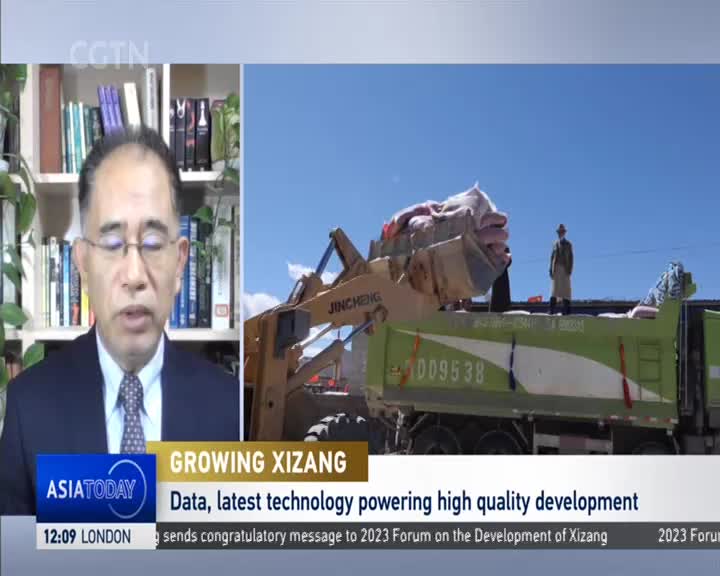 CGTN
JINCHENG
D09538
GROWING XIZANG
ASIA TODAY
Data, latest technology powering high quality development
12:09 LONDON
g sends congratulatory message to 2023 Forum on the Development of Xizang 2023 Foru